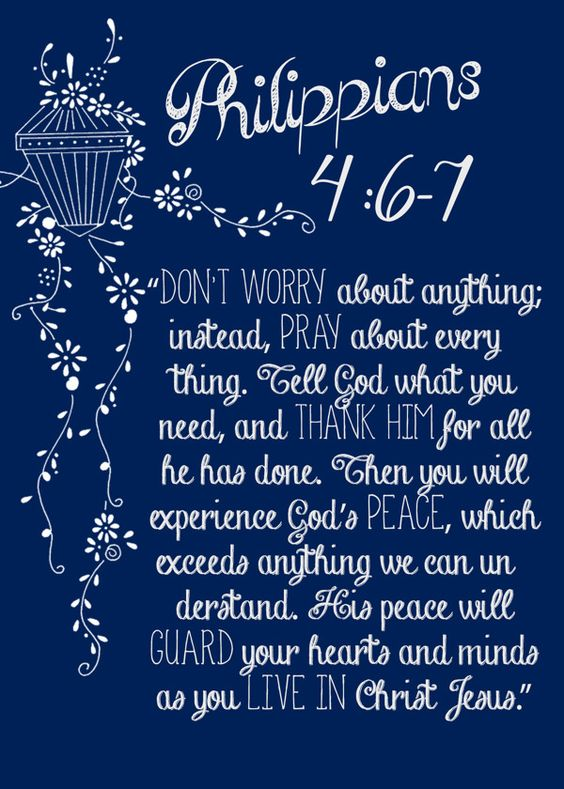 Philippians
4:6-7
"DON'T WORRY about anything;
instead, PRAY about every
thing. Tell God what you
need, and THANK HIM for all
he has done. Then you will
experience God's PEACE, which
exceeds anything we can un
derstand. His peace will
GUARD your hearts and minds
as you LIVE IN Christ Jesus."